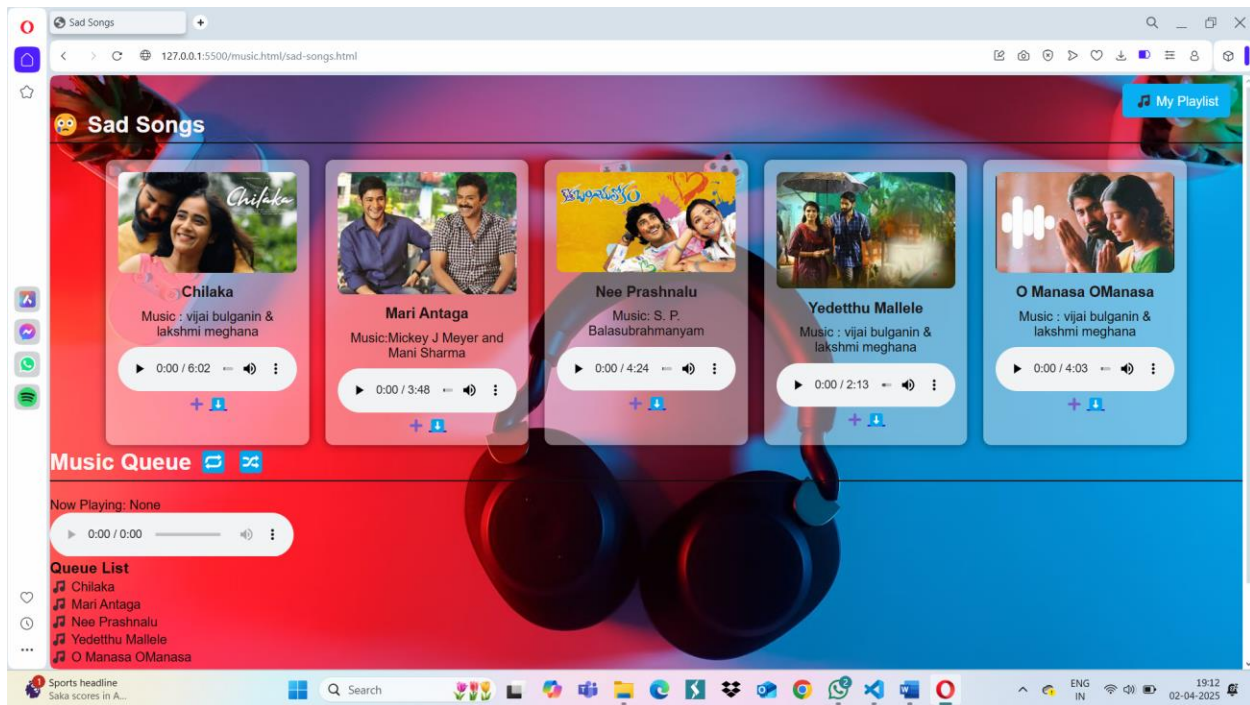 Sad Songs
127.0.0.1:5500/music.html/sad-songs.html
My Playlist
Sad Songs
Chilaka
Chilaka
Music : vijai bulganin &
lakshmi meghana
0:00 / 6:02
Mari Antaga
Music:Mickey J Meyer and
Mani Sharma
0:00 / 3:48
Nee Prashnalu
Music: S. P.
Balasubrahmanyam
0:00 / 4:24
Yedetthu Mallele
Music : vijai bulganin &
lakshmi meghana
0:00 / 2:13
O Manasa OManasa
Music : vijai bulganin &
lakshmi meghana
0:00 / 4:03
Music Queue
Now Playing: None
0:00 / 0:00
Queue List
Chilaka
Mari Antaga
Nee Prashnalu
Yedetthu Mallele
O Manasa OManasa
1
Sports headline
Saka scores in A...
Search
2
ENG
IN
19:12
02-04-2025